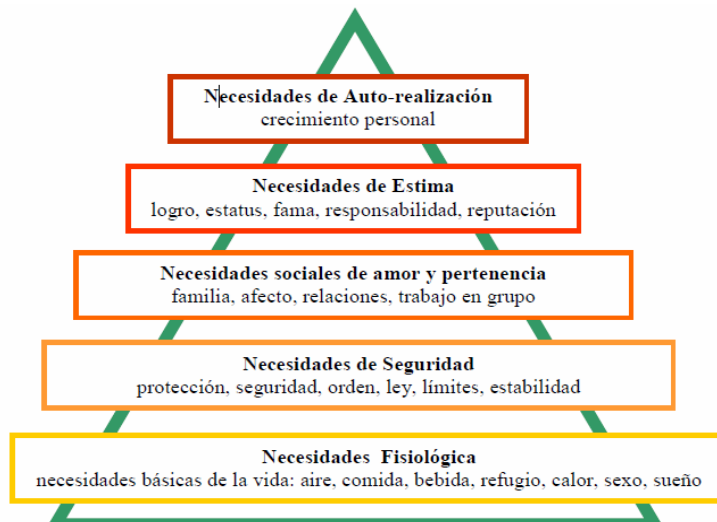 Necesidades de Auto-realización
crecimiento personal
Necesidades de Estima
logro, estatus, fama, responsabilidad, reputación
Necesidades sociales de amor y pertenencia
familia, afecto, relaciones, trabajo en grupo
Necesidades de Seguridad
protección, seguridad, orden, ley, límites, estabilidad
Necesidades Fisiológica
necesidades básicas de la vida: aire, comida, bebida, refugio, calor, sexo, sueño